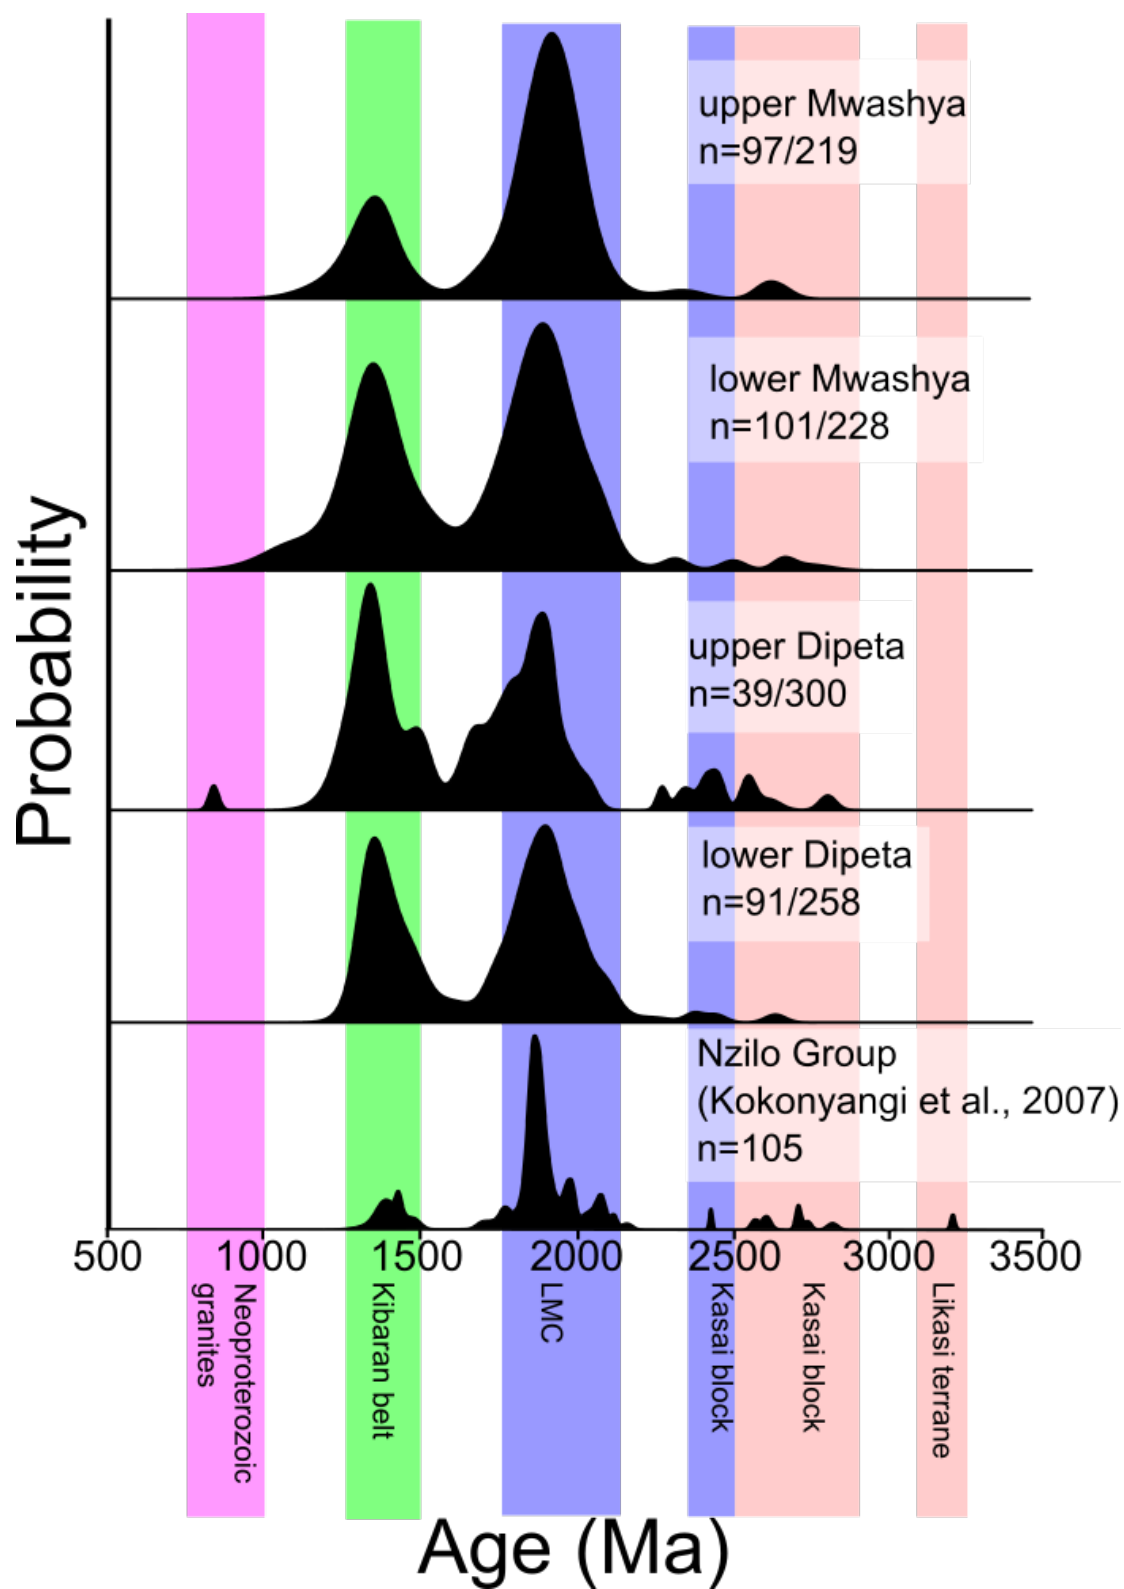 upper Mwashya
n=97/219
lower Mwashya
n=101/228
upper Dipeta
n=39/300
lower Dipeta
n=91/258
Nzilo Group
(Kokonyangi et al., 2007)
n=105
Probability
500 1000 1500 2000 2500 3000 3500
Neoproterozoic
granites
Kibaran belt
LMC
Kasai block
Kasai block
Likasi terrane
Age (Ma)